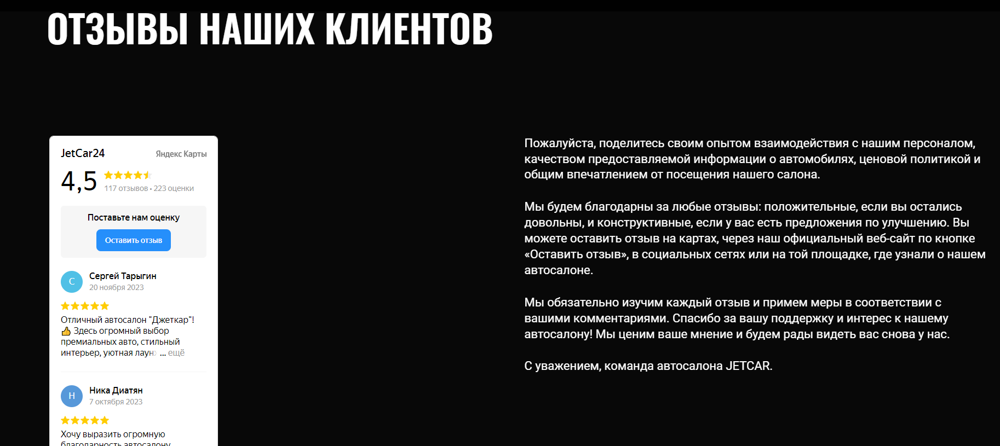 ОТЗЫВЫ НАШИХ КЛИЕНТОВ
JetCar24
Яндекс Карты
4,5
117 отзывов • 223 оценки
Поставьте нам оценку
Оставить отзыв
С
Сергей Тарыгин
20 ноября 2023
Отличный автосалон "Джеткар"!
👍 Здесь огромный выбор
премиальных авто, стильный
интерьер, уютная лаун ... ещё
Н
Ника Диатян
7 октября 2023
Хочу выразить огромную
благодарность автосалону
Пожалуйста, поделитесь своим опытом взаимодействия с нашим персоналом,
качеством предоставляемой информации о автомобилях, ценовой политикой и
общим впечатлением от посещения нашего салона.
Мы будем благодарны за любые отзывы: положительные, если вы остались
довольны, и конструктивные, если у вас есть предложения по улучшению. Вы
можете оставить отзыв на картах, через наш официальный веб-сайт по кнопке
«Оставить отзыв», в социальных сетях или на той площадке, где узнали о нашем
автосалоне.
Мы обязательно изучим каждый отзыв и примем меры в соответствии с
вашими комментариями. Спасибо за вашу поддержку и интерес к нашему
автосалону! Мы ценим ваше мнение и будем рады видеть вас снова у нас.
С уважением, команда автосалона JETCAR.